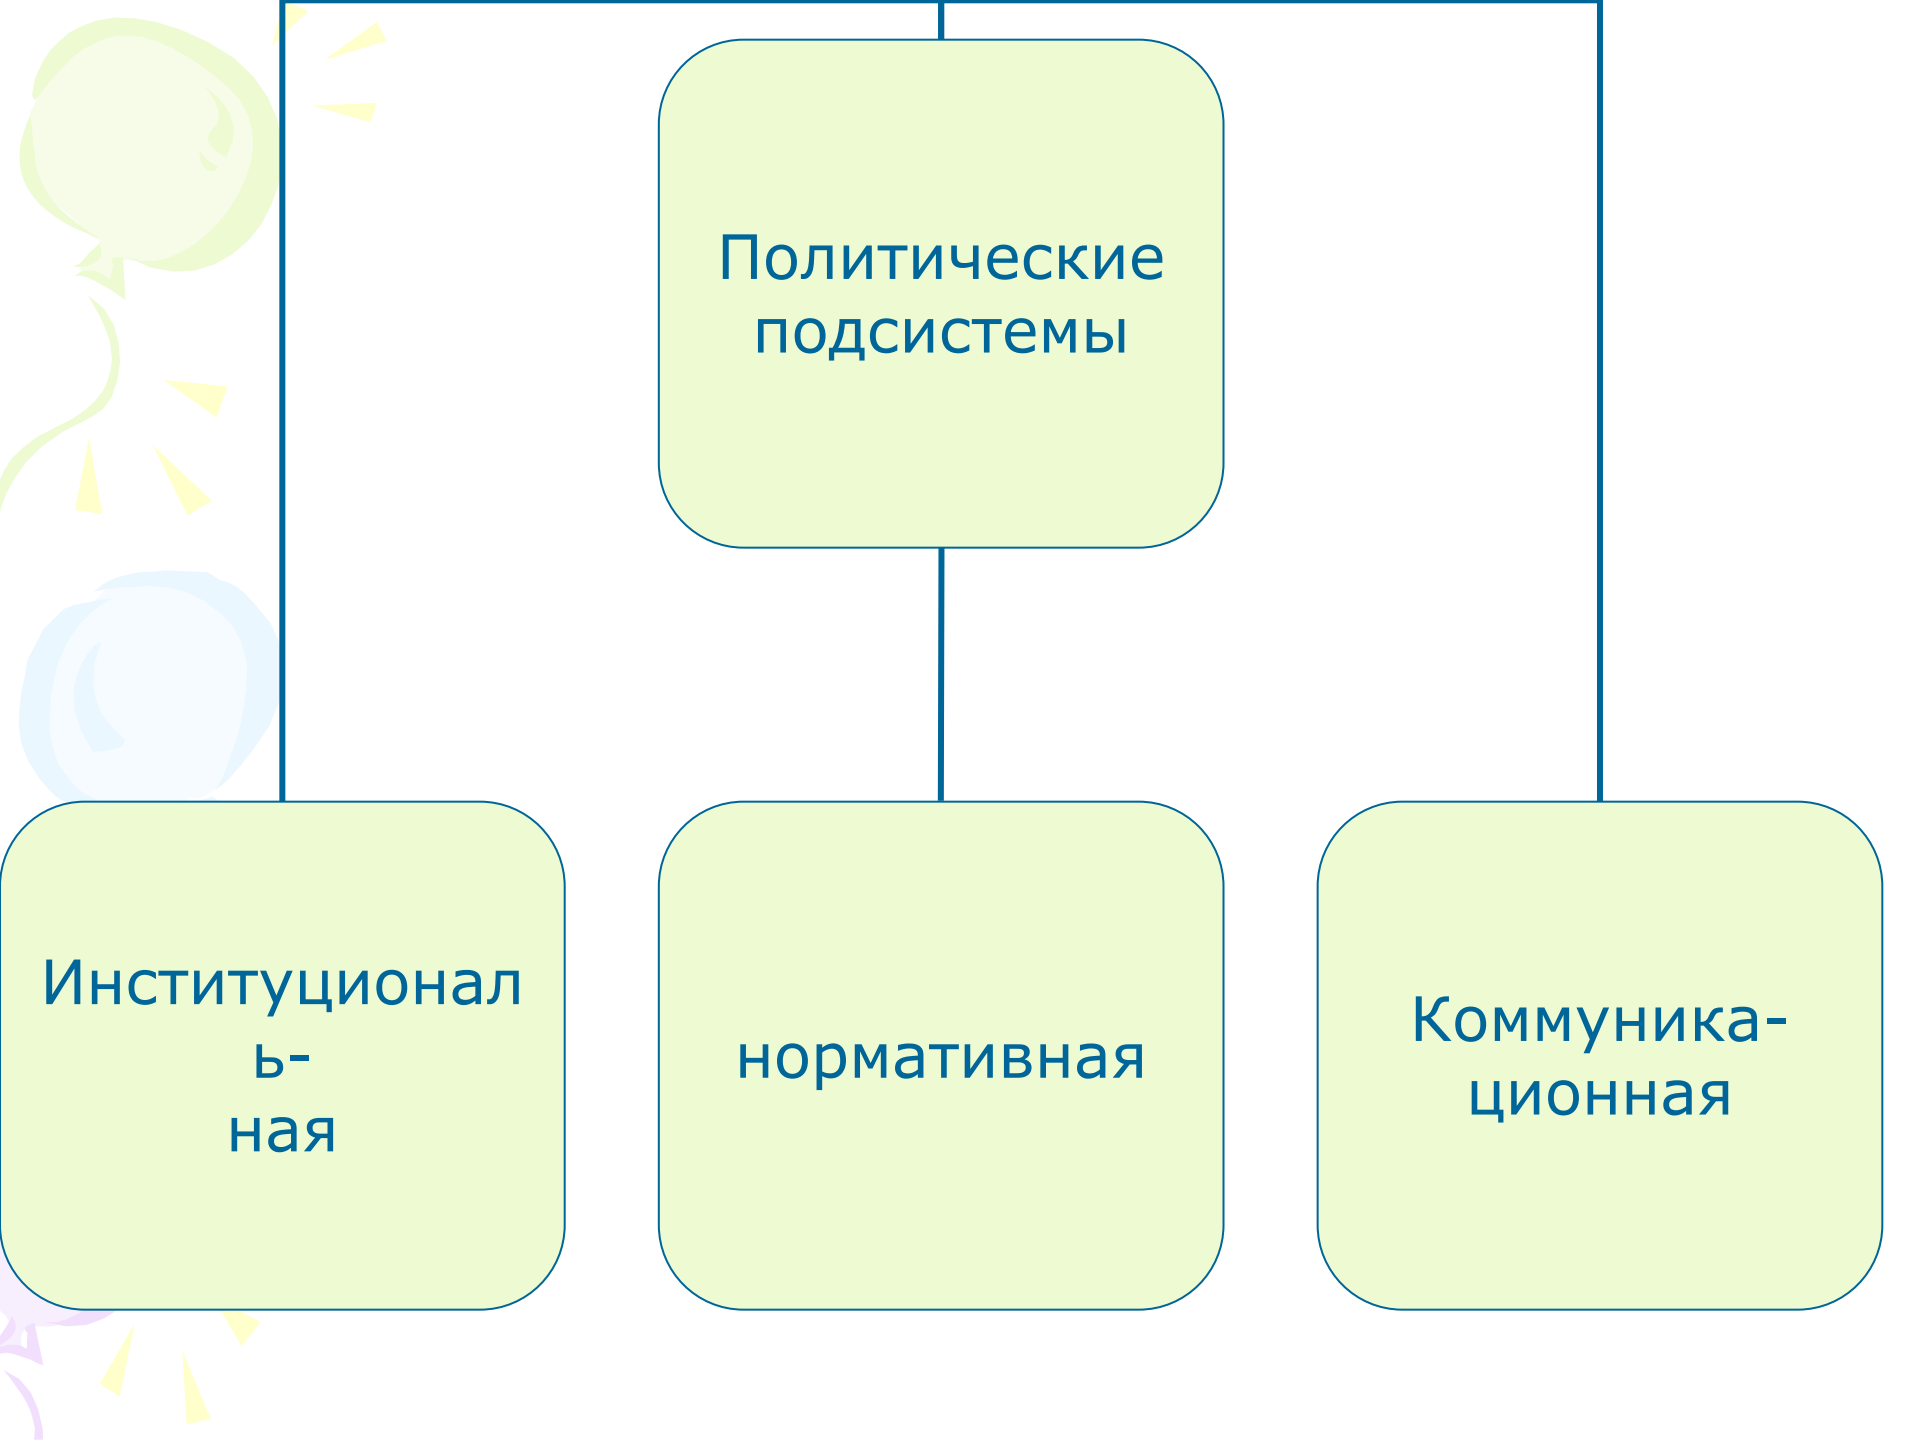 Политические
подсистемы
Институционал
ь-
ная
нормативная
Коммуника-
ционная